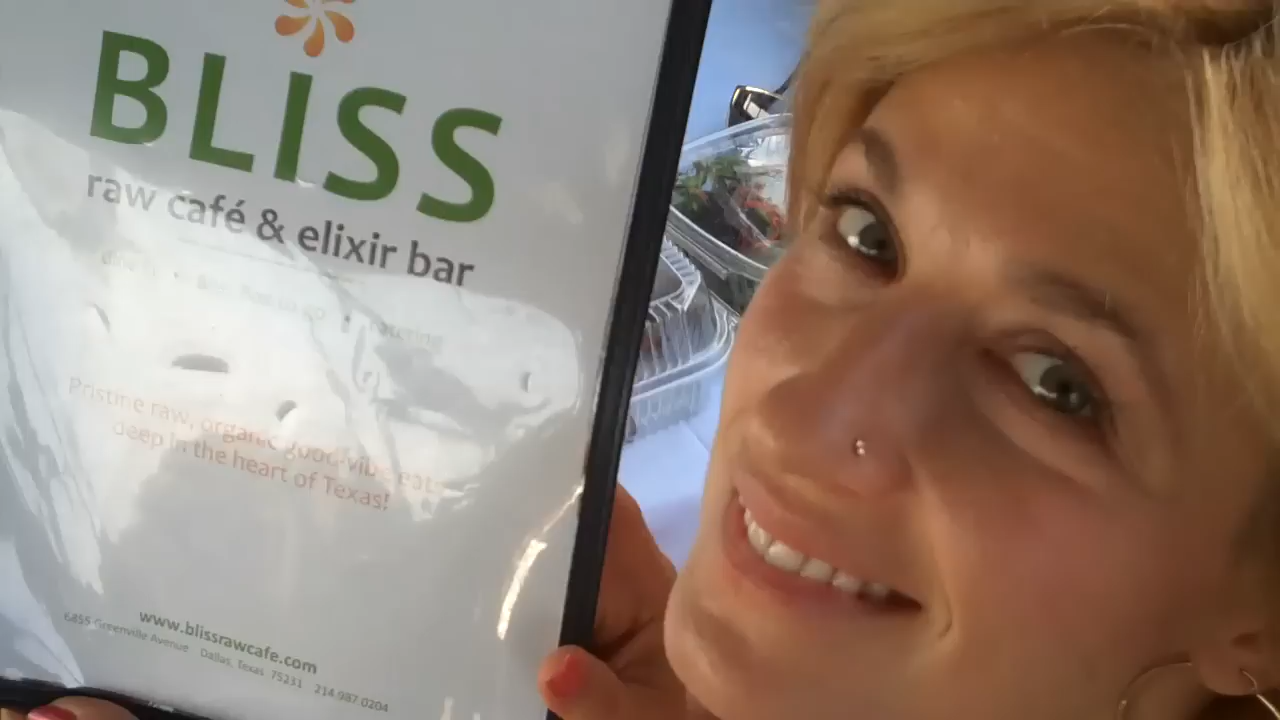 BLISS
raw café & elixir bar
Catering
Pristine raw, organic good-vibe eats
deep in the heart of Texas!
www.blissrawcafe.com
6855 Greenville Avenue Dallas, Texas 75231 214.987.0204